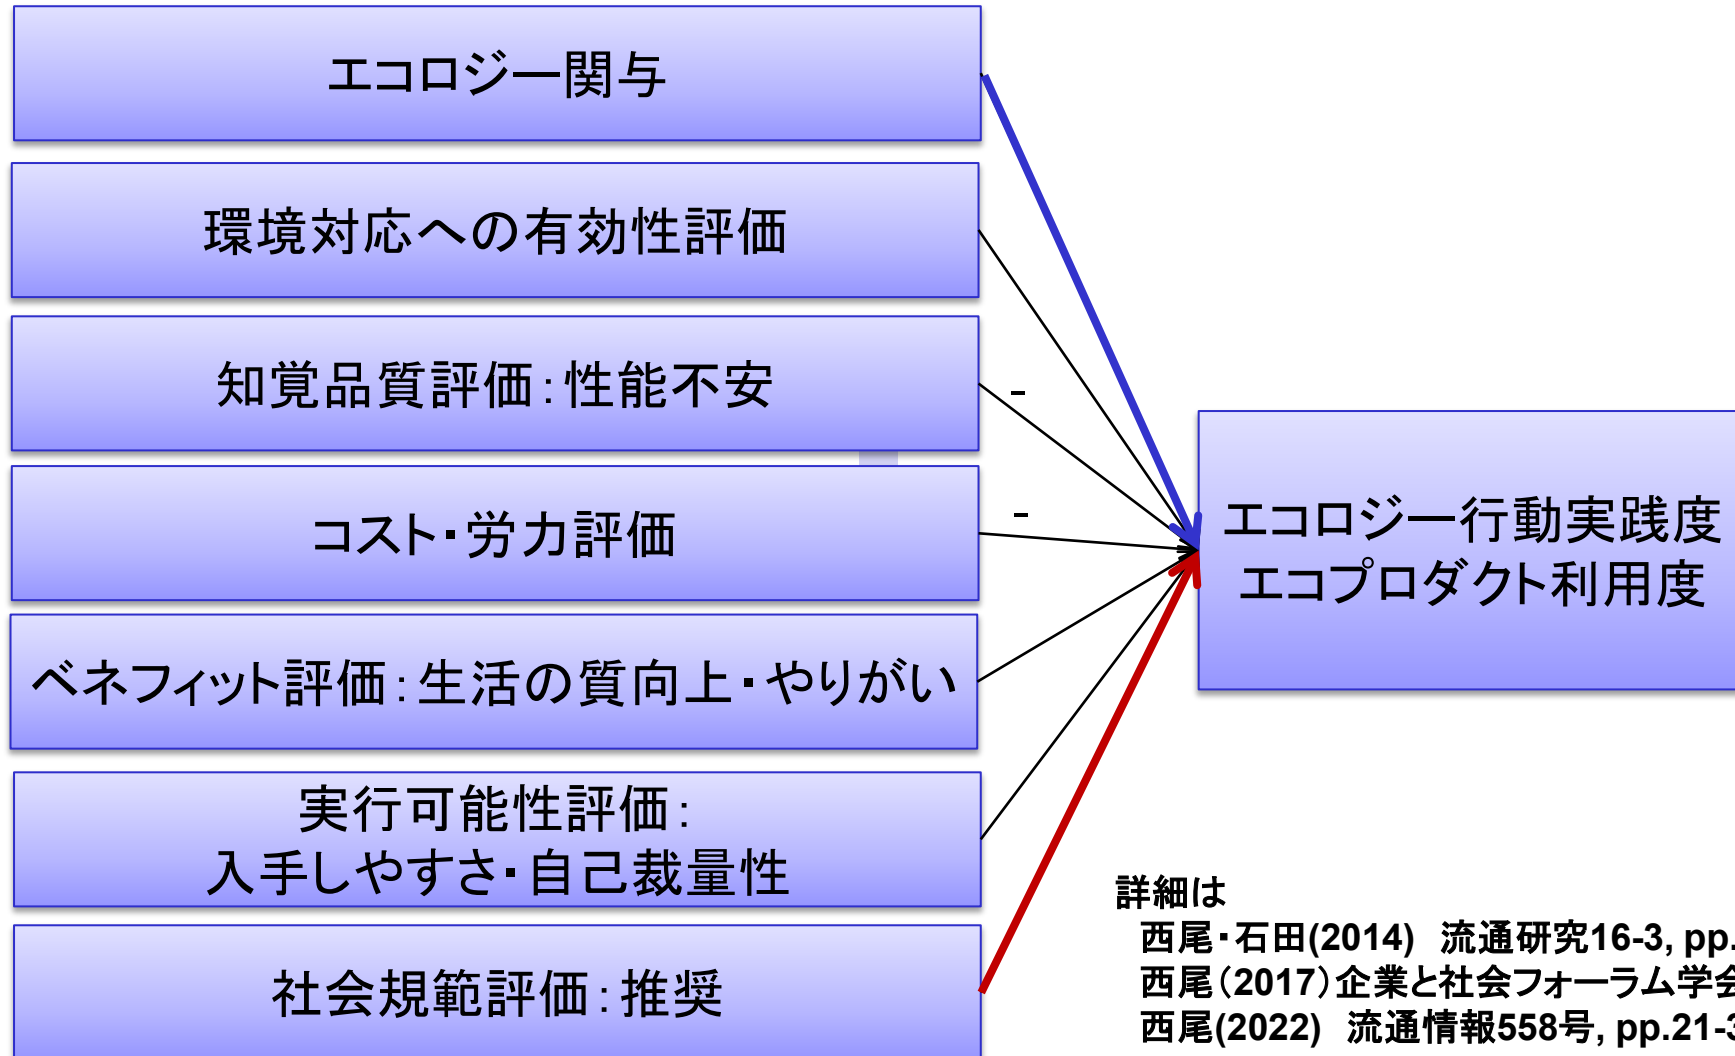 エコロジー関与
環境対応への有効性評価
知覚品質評価：性能不安
-
コスト・労力評価
-
エコロジー行動実践度
エコプロダクト利用度
ベネフィット評価：生活の質向上・やりがい
実行可能性評価：
入手しやすさ・自己裁量性
社会規範評価：推奨
詳細は
西尾・石田(2014) 流通研究16-3, pp.
西尾（2017）企業と社会フォーラム学会
西尾(2022) 流通情報558号, pp.21-3